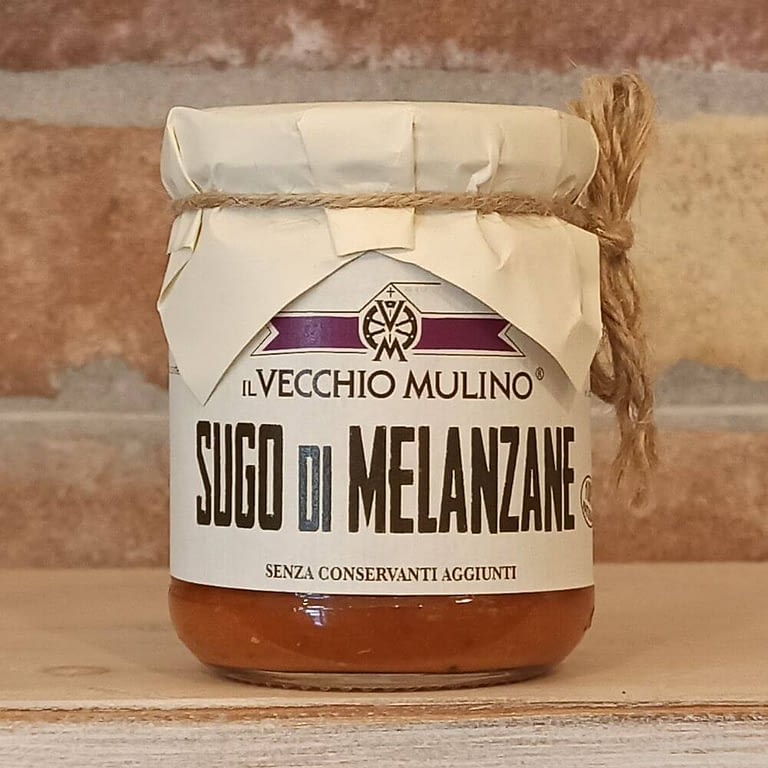 IL VECCHIO MULINO®
SUGO DI MELANZANE
SENZA CONSERVANTI AGGIUNTI